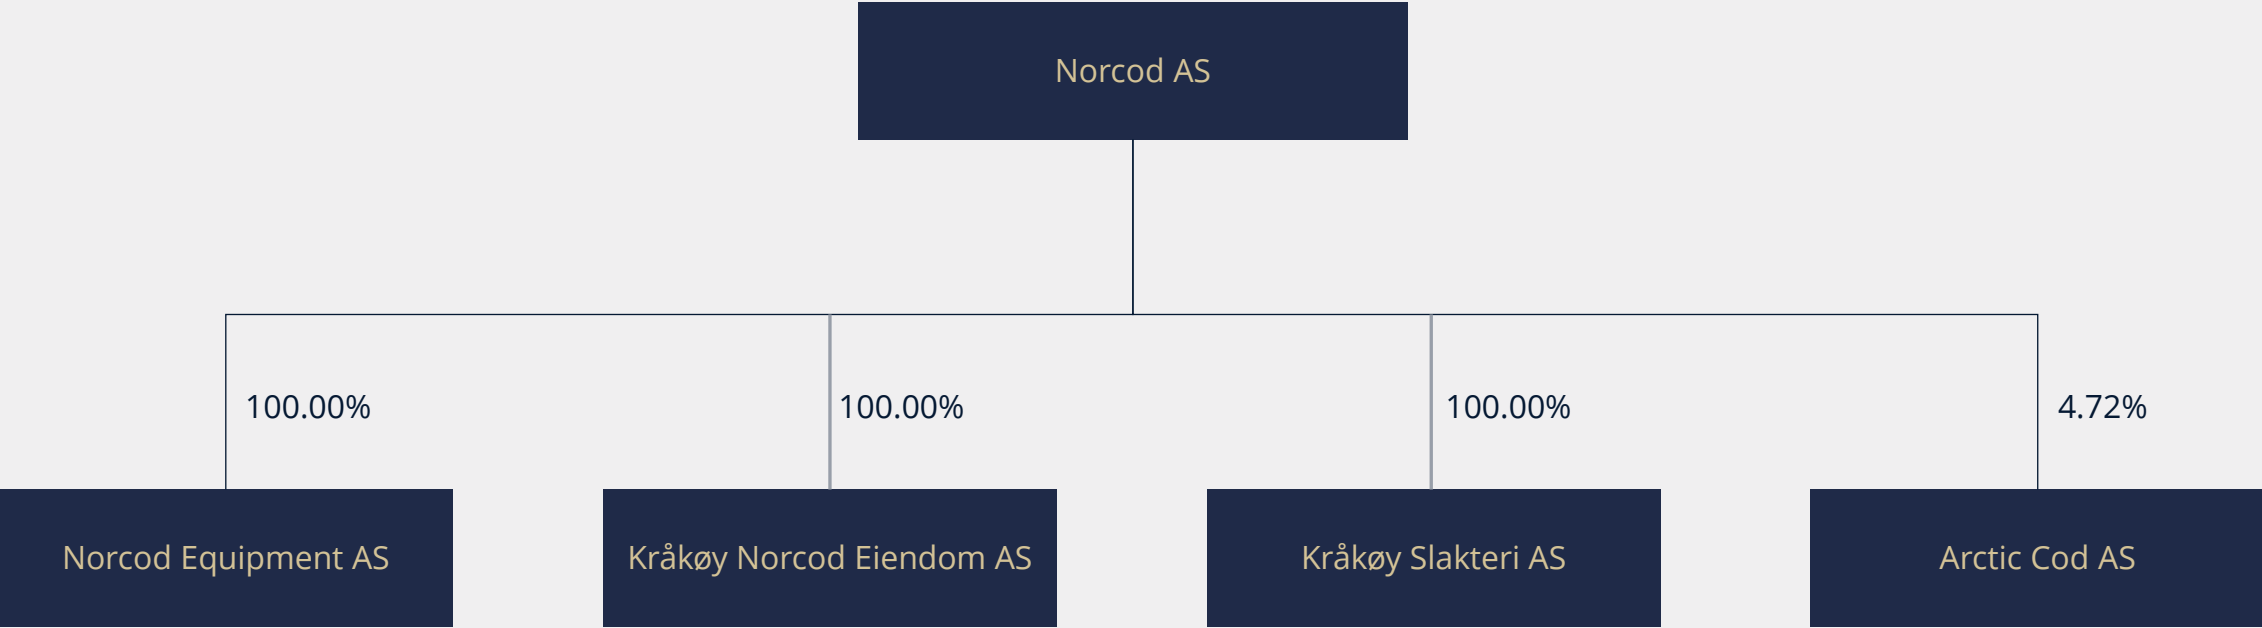 Norcod AS
100.00%
100.00%
100.00%
4.72%
Norcod Equipment AS
Kråkøy Norcod Eiendom AS
Kråkøy Slakteri AS
Arctic Cod AS